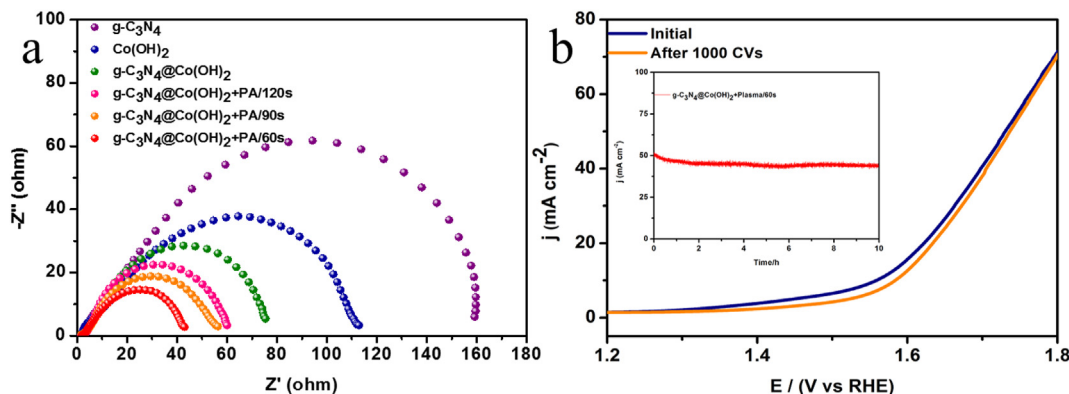 a
100
80
60
40
20
0
-Z'' (ohm)
g-C₃N₄
Co(OH)₂
g-C₃N₄@Co(OH)₂
g-C₃N₄@Co(OH)₂+PA/120s
g-C₃N₄@Co(OH)₂+PA/90s
g-C₃N₄@Co(OH)₂+PA/60s
0 20 40 60 80 100 120 140 160 180
Z' (ohm)
b
80
60
40
20
0
j (mA cm⁻²)
Initial
After 1000 CVs
100
75
50
25
0
j (mA cm⁻²)
g-C₃N₄@Co(OH)₂+Plasma/60s
0 2 4 6 8 10
Time/h
1.2 1.4 1.6 1.8
E / (V vs RHE)